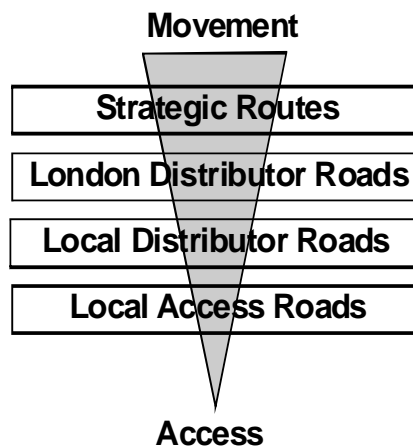 Movement
Strategic Routes
London Distributor Roads
Local Distributor Roads
Local Access Roads
Access